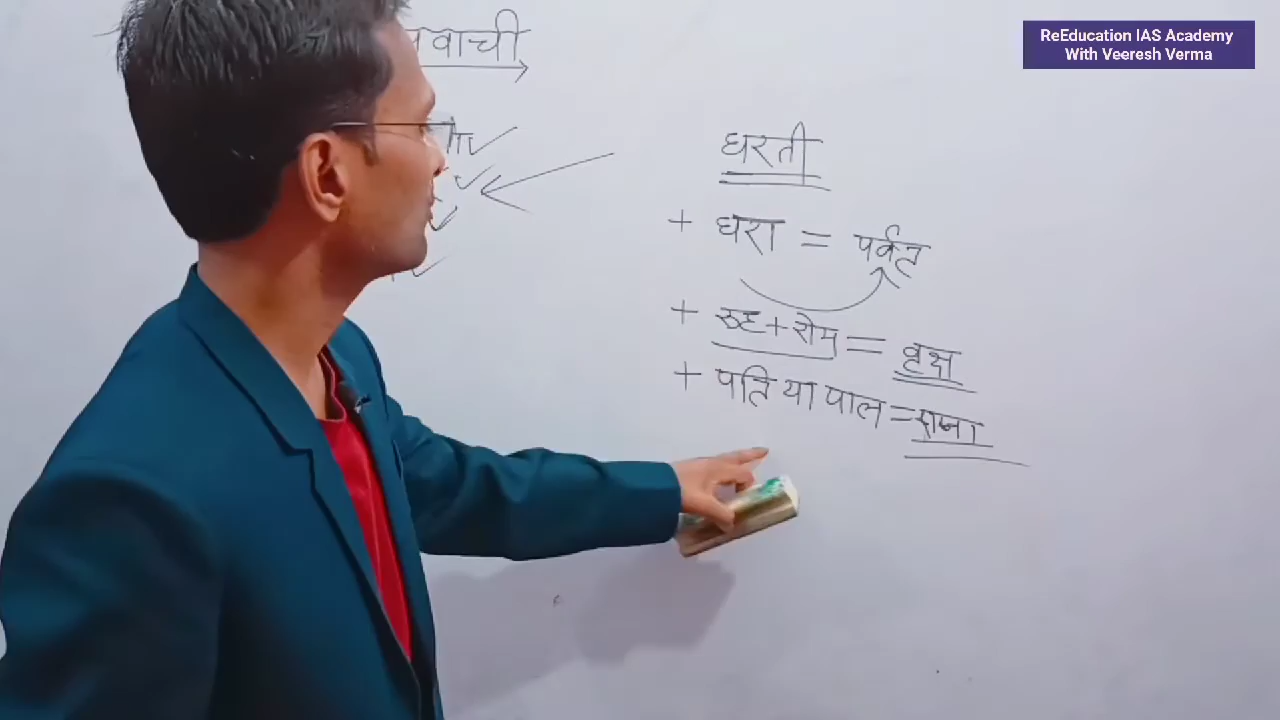 ReEducation IAS Academy
With Veeresh Verma
धरती
+ धरा = पर्वत
+ रुह + रोम = वृक्ष
+ पति या पाल = राजा